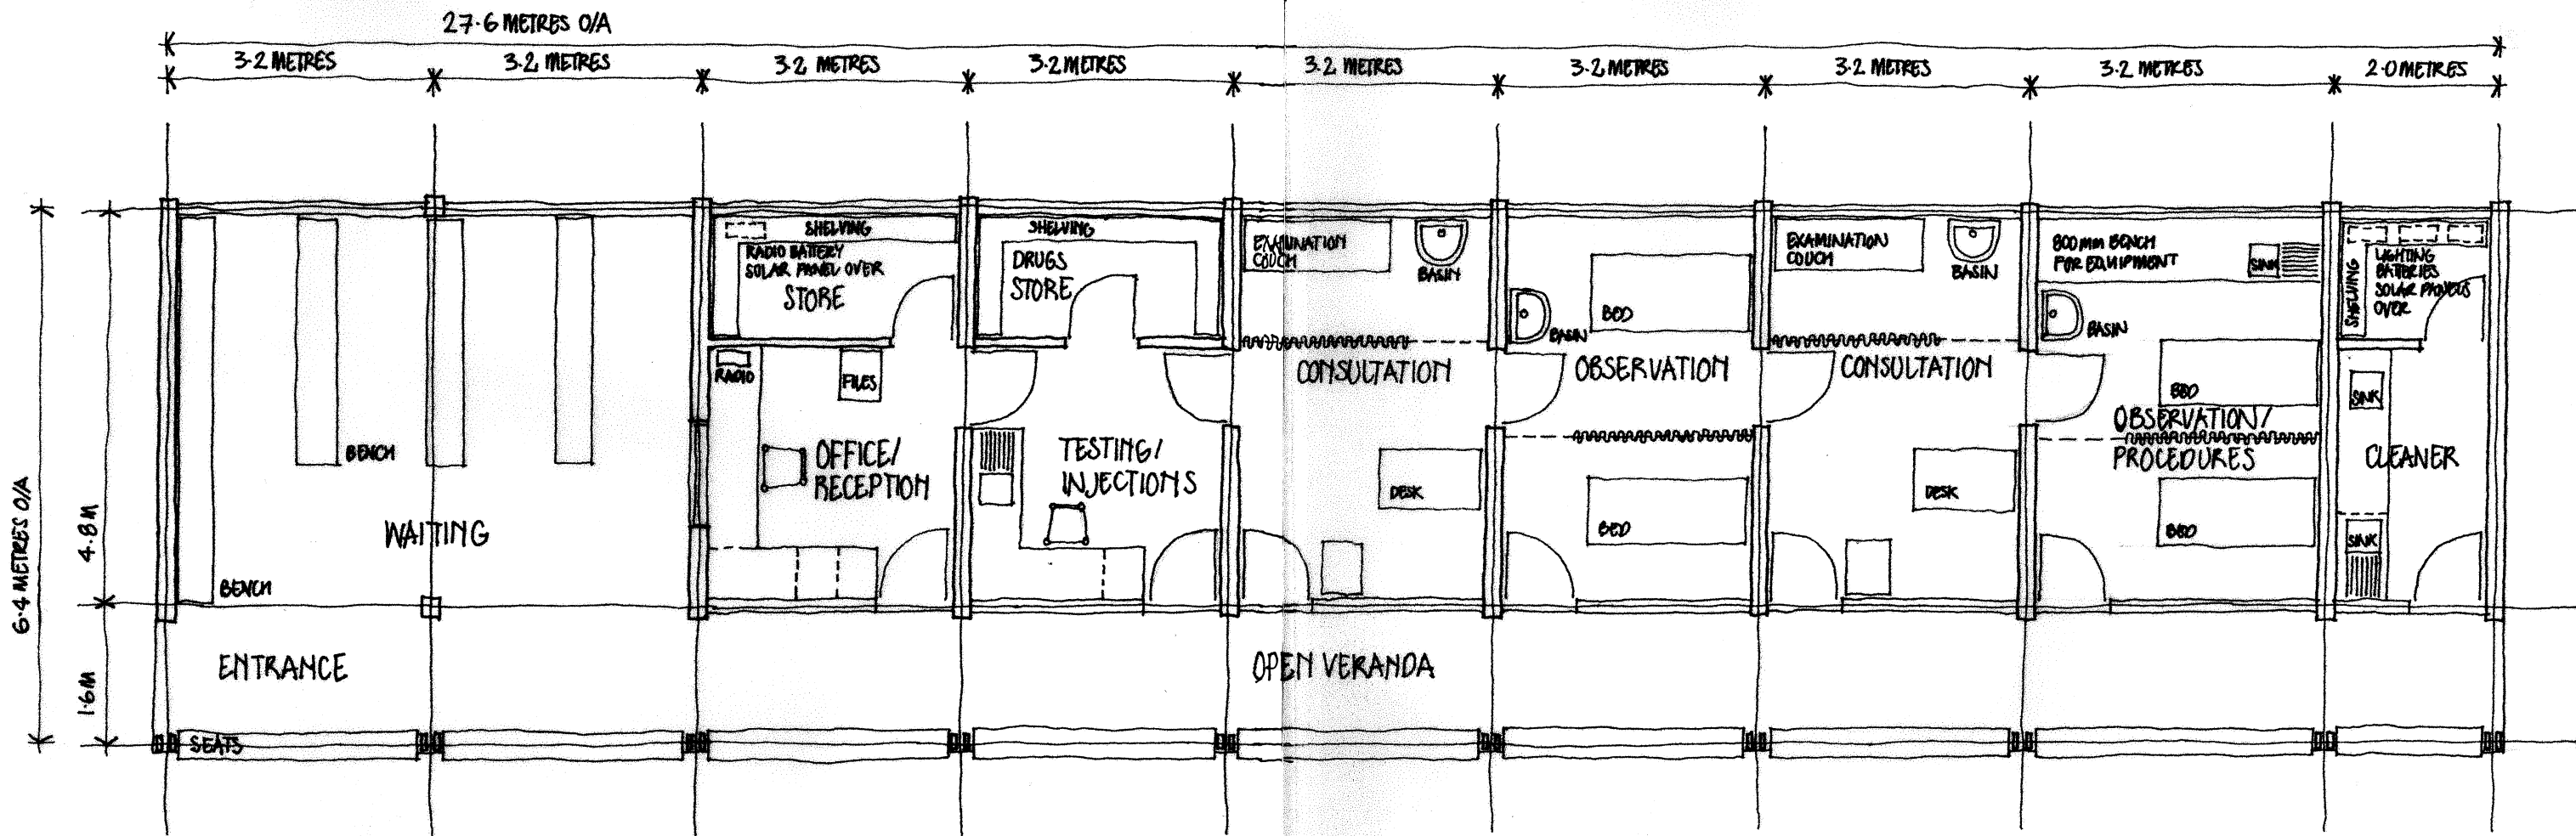 27·6 METRES O/A
3·2 METRES
3·2 METRES
3·2 METRES
3·2 METRES
3·2 METRES
3·2 METRES
3·2 METRES
3·2 METRES
2·0 METRES
6·4 METRES O/A
4·8M
1·6M
BENCH
BENCH
WAITING
ENTRANCE
SEATS
SHELVING
RADIO BATTERY
SOLAR PANEL OVER
STORE
RADIO
FILES
OFFICE/
RECEPTION
SHELVING
DRUGS
STORE
TESTING/
INJECTIONS
EXAMINATION
COUCH
BASIN
CONSULTATION
DESK
BED
BASIN
OBSERVATION
BED
EXAMINATION
COUCH
BASIN
CONSULTATION
DESK
800mm BENCH
FOR EQUIPMENT
SINK
BASIN
BED
OBSERVATION/
PROCEDURES
BED
SHELVING
LIGHTING
BATTERIES
SOLAR PANELS
OVER
SINK
CLEANER
SINK
OPEN VERANDA